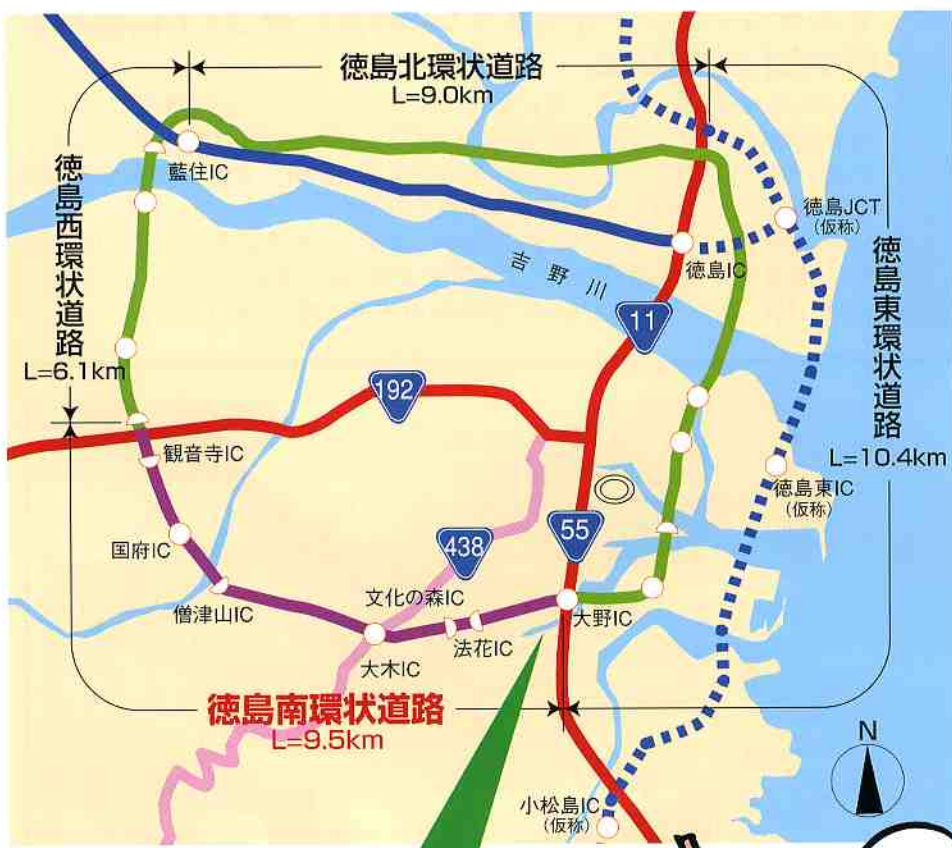 徳島北環状道路
L=9.0km
徳島西環状道路
L=6.1km
藍住IC
徳島JCT
(仮称)
徳島IC
吉野川
11
徳島東環状道路
L=10.4km
192
観音寺IC
徳島東IC
(仮称)
国府IC
438
55
僧津山IC
文化の森IC
大野IC
法花IC
大木IC
徳島南環状道路
L=9.5km
N
小松島IC
(仮称)